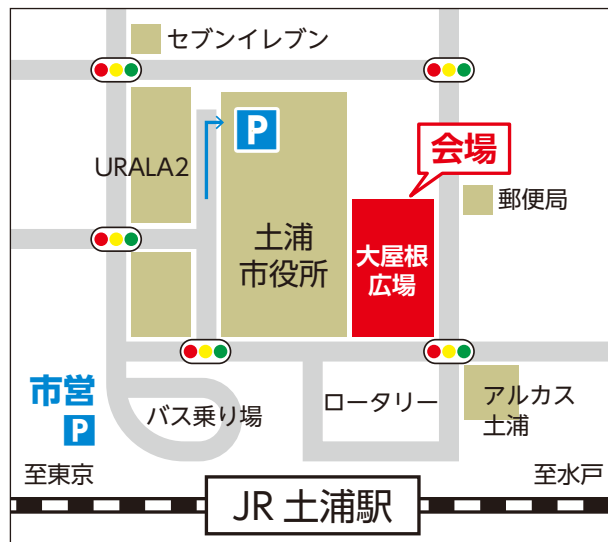 セブンイレブン
P
会場
URALA2
郵便局
土浦
市役所
大屋根
広場
市営
P
バス乗り場
ロータリー
アルカス
土浦
至東京
至水戸
JR 土浦駅